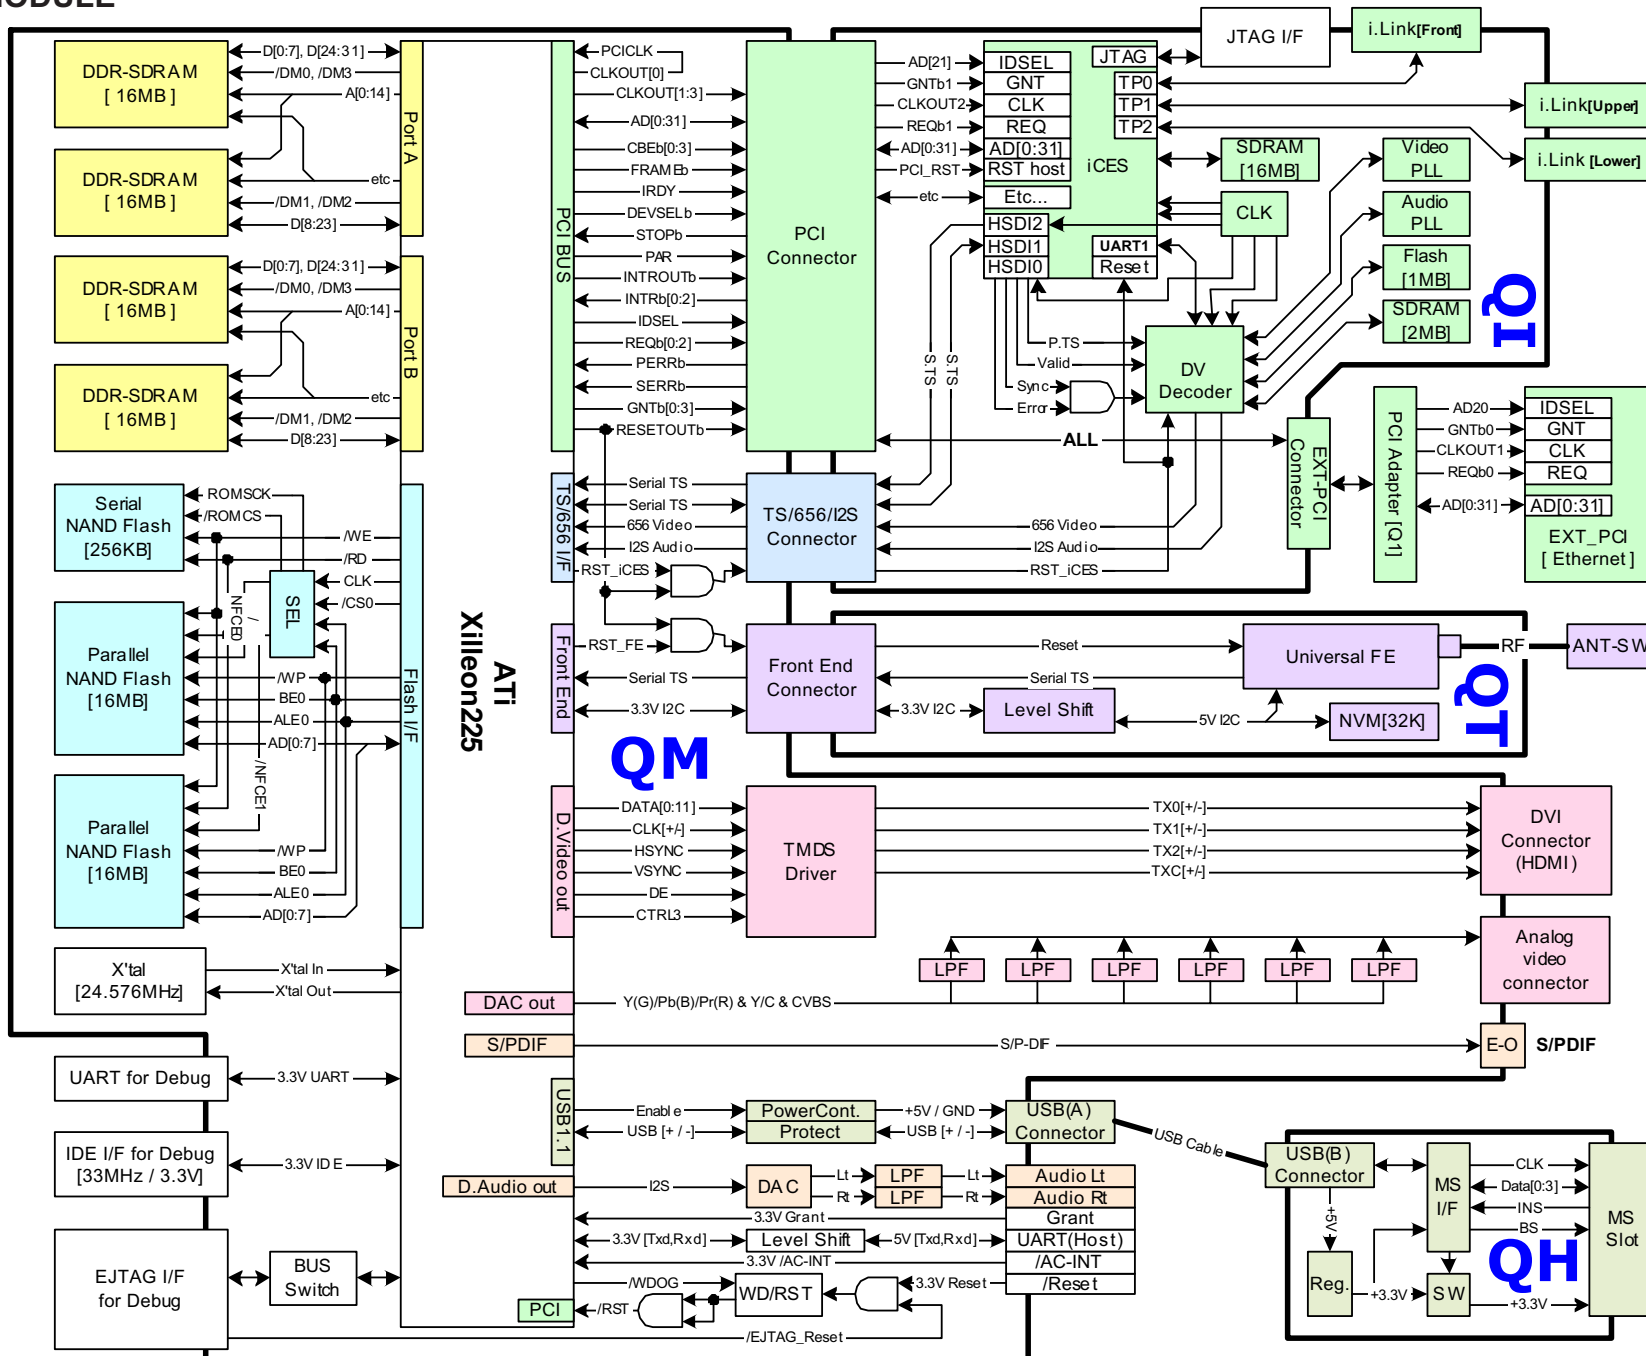 MODULE
DDR-SDRAM
[ 16MB ]
D[0:7], D[24:31]
/DM0, /DM3
A[0:14]
DDR-SDRAM
[ 16MB ]
etc
/DM1, /DM2
D[8:23]
Port A
DDR-SDRAM
[ 16MB ]
D[0:7], D[24:31]
/DM0, /DM3
A[0:14]
DDR-SDRAM
[ 16MB ]
etc
/DM1, /DM2
D[8:23]
Port B
Serial
NAND Flash
[256KB]
ROMSCK
/ROMCS
/WE
/RD
CLK
/CS0
SEL
/
NFCE0
Parallel
NAND Flash
[16MB]
/WP
BE0
ALE0
AD[0:7]
/NFCE1
Parallel
NAND Flash
[16MB]
/WP
BE0
ALE0
AD[0:7]
Flash I/F
X'tal
[24.576MHz]
X'tal In
X'tal Out
UART for Debug
3.3V UART
IDE I/F for Debug
[33MHz / 3.3V]
3.3V IDE
EJTAG I/F
for Debug
BUS
Switch
ATi
Xilleon225
PCI BUS
PCICLK
CLKOUT[0]
CLKOUT[1:3]
AD[0:31]
CBEb[0:3]
FRAMEb
IRDY
DEVSELb
STOPb
PAR
INTROUTb
INTRb[0:2]
IDSEL
REQb[0:2]
PERRb
SERRb
GNTb[0:3]
RESETOUTb
PCI
Connector
AD[21]
GNTb1
CLKOUT2
REQb1
AD[0:31]
PCI_RST
etc
IDSEL
GNT
CLK
REQ
AD[0:31]
RST host
Etc...
HSDI2
HSDI1
HSDI0
iCES
JTAG
TP0
TP1
TP2
UART1
Reset
JTAG I/F
i.Link[Front]
i.Link[Upper]
i.Link [Lower]
SDRAM
[16MB]
CLK
Video
PLL
Audio
PLL
Flash
[1MB]
SDRAM
[2MB]
QI
S.TS
S.TS
P.TS
Valid
Sync
Error
DV
Decoder
ALL
EXT-PCI
Connector
PCI Adapter [Q1]
AD20
GNTb0
CLKOUT1
REQb0
AD[0:31]
IDSEL
GNT
CLK
REQ
AD[0:31]
EXT_PCI
[ Ethernet ]
TS/656 I/F
Serial TS
Serial TS
656 Video
I2S Audio
RST_iCES
TS/656/I2S
Connector
656 Video
I2S Audio
RST_iCES
Front End
RST_FE
Serial TS
3.3V I2C
Front End
Connector
Reset
Serial TS
3.3V I2C
Level Shift
5V I2C
Universal FE
NVM[32K]
RF
ANT-SW
QT
QM
D.Video out
DATA[0:11]
CLK[+/-]
HSYNC
VSYNC
DE
CTRL3
TMDS
Driver
TX0[+/-]
TX1[+/-]
TX2[+/-]
TXC[+/-]
DVI
Connector
(HDMI)
LPF
LPF
LPF
LPF
LPF
LPF
Analog
video
connector
DAC out
Y(G)/Pb(B)/Pr(R) & Y/C & CVBS
S/PDIF
S/P-DIF
E-O
S/PDIF
USB1.1
Enable
USB [+ / -]
PowerCont.
Protect
+5V / GND
USB [+ / -]
USB(A)
Connector
USB Cable
D.Audio out
I2S
DAC
Lt
Rt
LPF
LPF
Lt
Rt
Audio Lt
Audio Rt
3.3V Grant
Grant
3.3V [Txd,Rxd]
Level Shift
5V [Txd,Rxd]
UART(Host)
3.3V /AC-INT
/AC-INT
/WDOG
WD/RST
3.3V Reset
/Reset
PCI
/RST
/EJTAG_Reset
USB(B)
Connector
+5V
Reg.
+3.3V
MS
I/F
SW
CLK
Data[0:3]
INS
BS
+3.3V
MS
Slot
QH